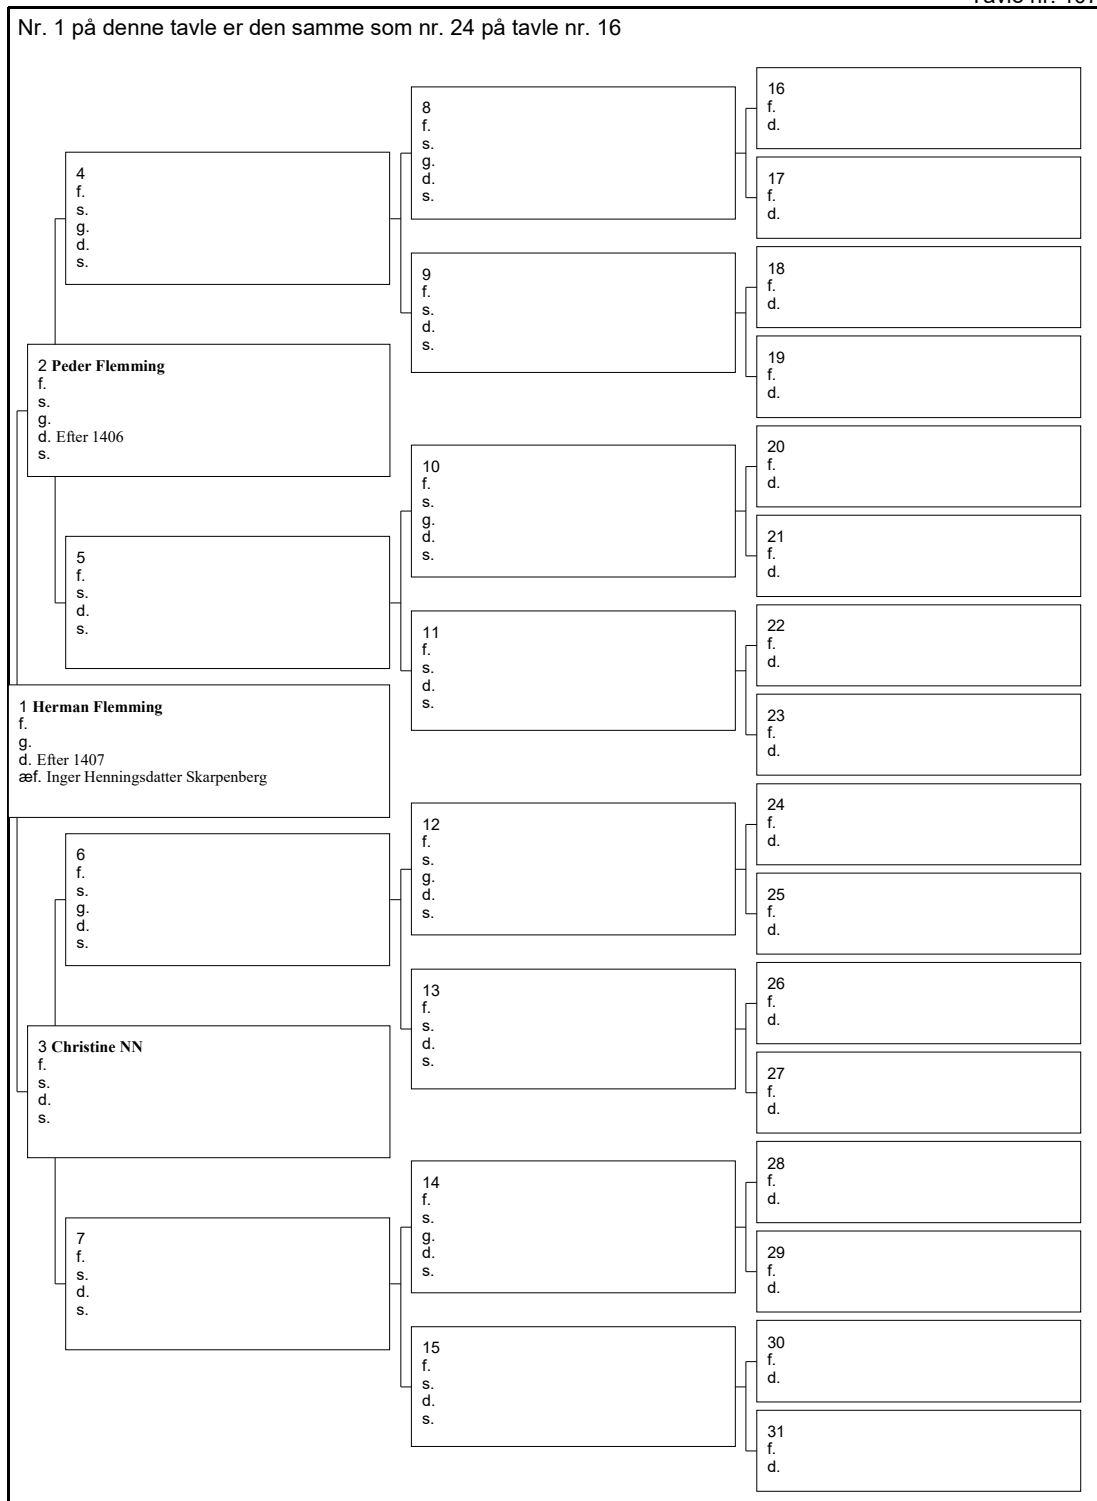 Nr. 1 på denne tavle er den samme som nr. 24 på tavle nr. 16
16
f.
d.
8
f.
s.
g.
d.
s.
17
f.
d.
4
f.
s.
g.
d.
s.
18
f.
d.
9
f.
s.
d.
s.
19
f.
d.
2 Peder Flemming
f.
s.
g.
d. Efter 1406
s.
20
f.
d.
10
f.
s.
g.
d.
s.
21
f.
d.
5
f.
s.
d.
s.
22
f.
d.
11
f.
s.
d.
s.
23
f.
d.
1 Herman Flemming
f.
g.
d. Efter 1407
æf. Inger Henningsdatter Skarpenberg
24
f.
d.
12
f.
s.
g.
d.
s.
25
f.
d.
6
f.
s.
g.
d.
s.
26
f.
d.
13
f.
s.
d.
s.
27
f.
d.
3 Christine NN
f.
s.
d.
s.
28
f.
d.
14
f.
s.
g.
d.
s.
29
f.
d.
7
f.
s.
d.
s.
30
f.
d.
15
f.
s.
d.
s.
31
f.
d.